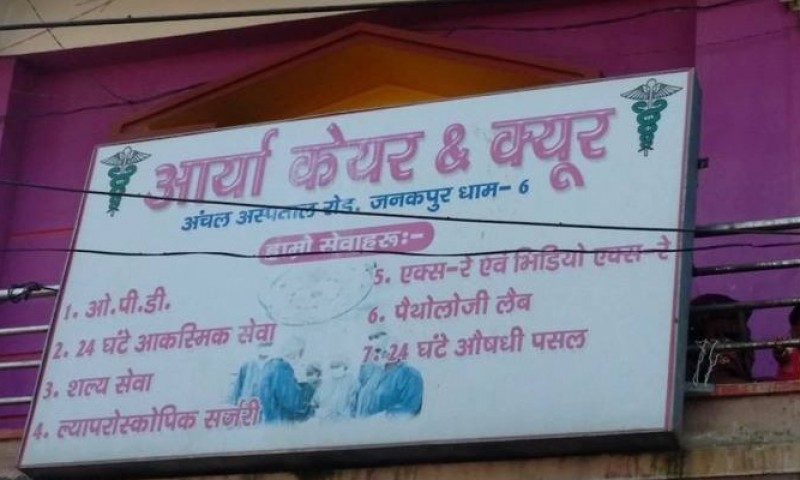 आर्या केयर & क्यूर
अंचल अस्पताल रोड, जनकपुर धाम- 6
हाम्रो सेवाहरू:-
1. ओ.पी.डी.
2. 24 घंटे आकस्मिक सेवा
3. शल्य सेवा
4. ल्यापरोस्कोपिक सर्जरी
5. एक्स-रे एवं भिडियो एक्स-रे
6. पैथोलोजी लैब
7. 24 घंटे औषधी पसल